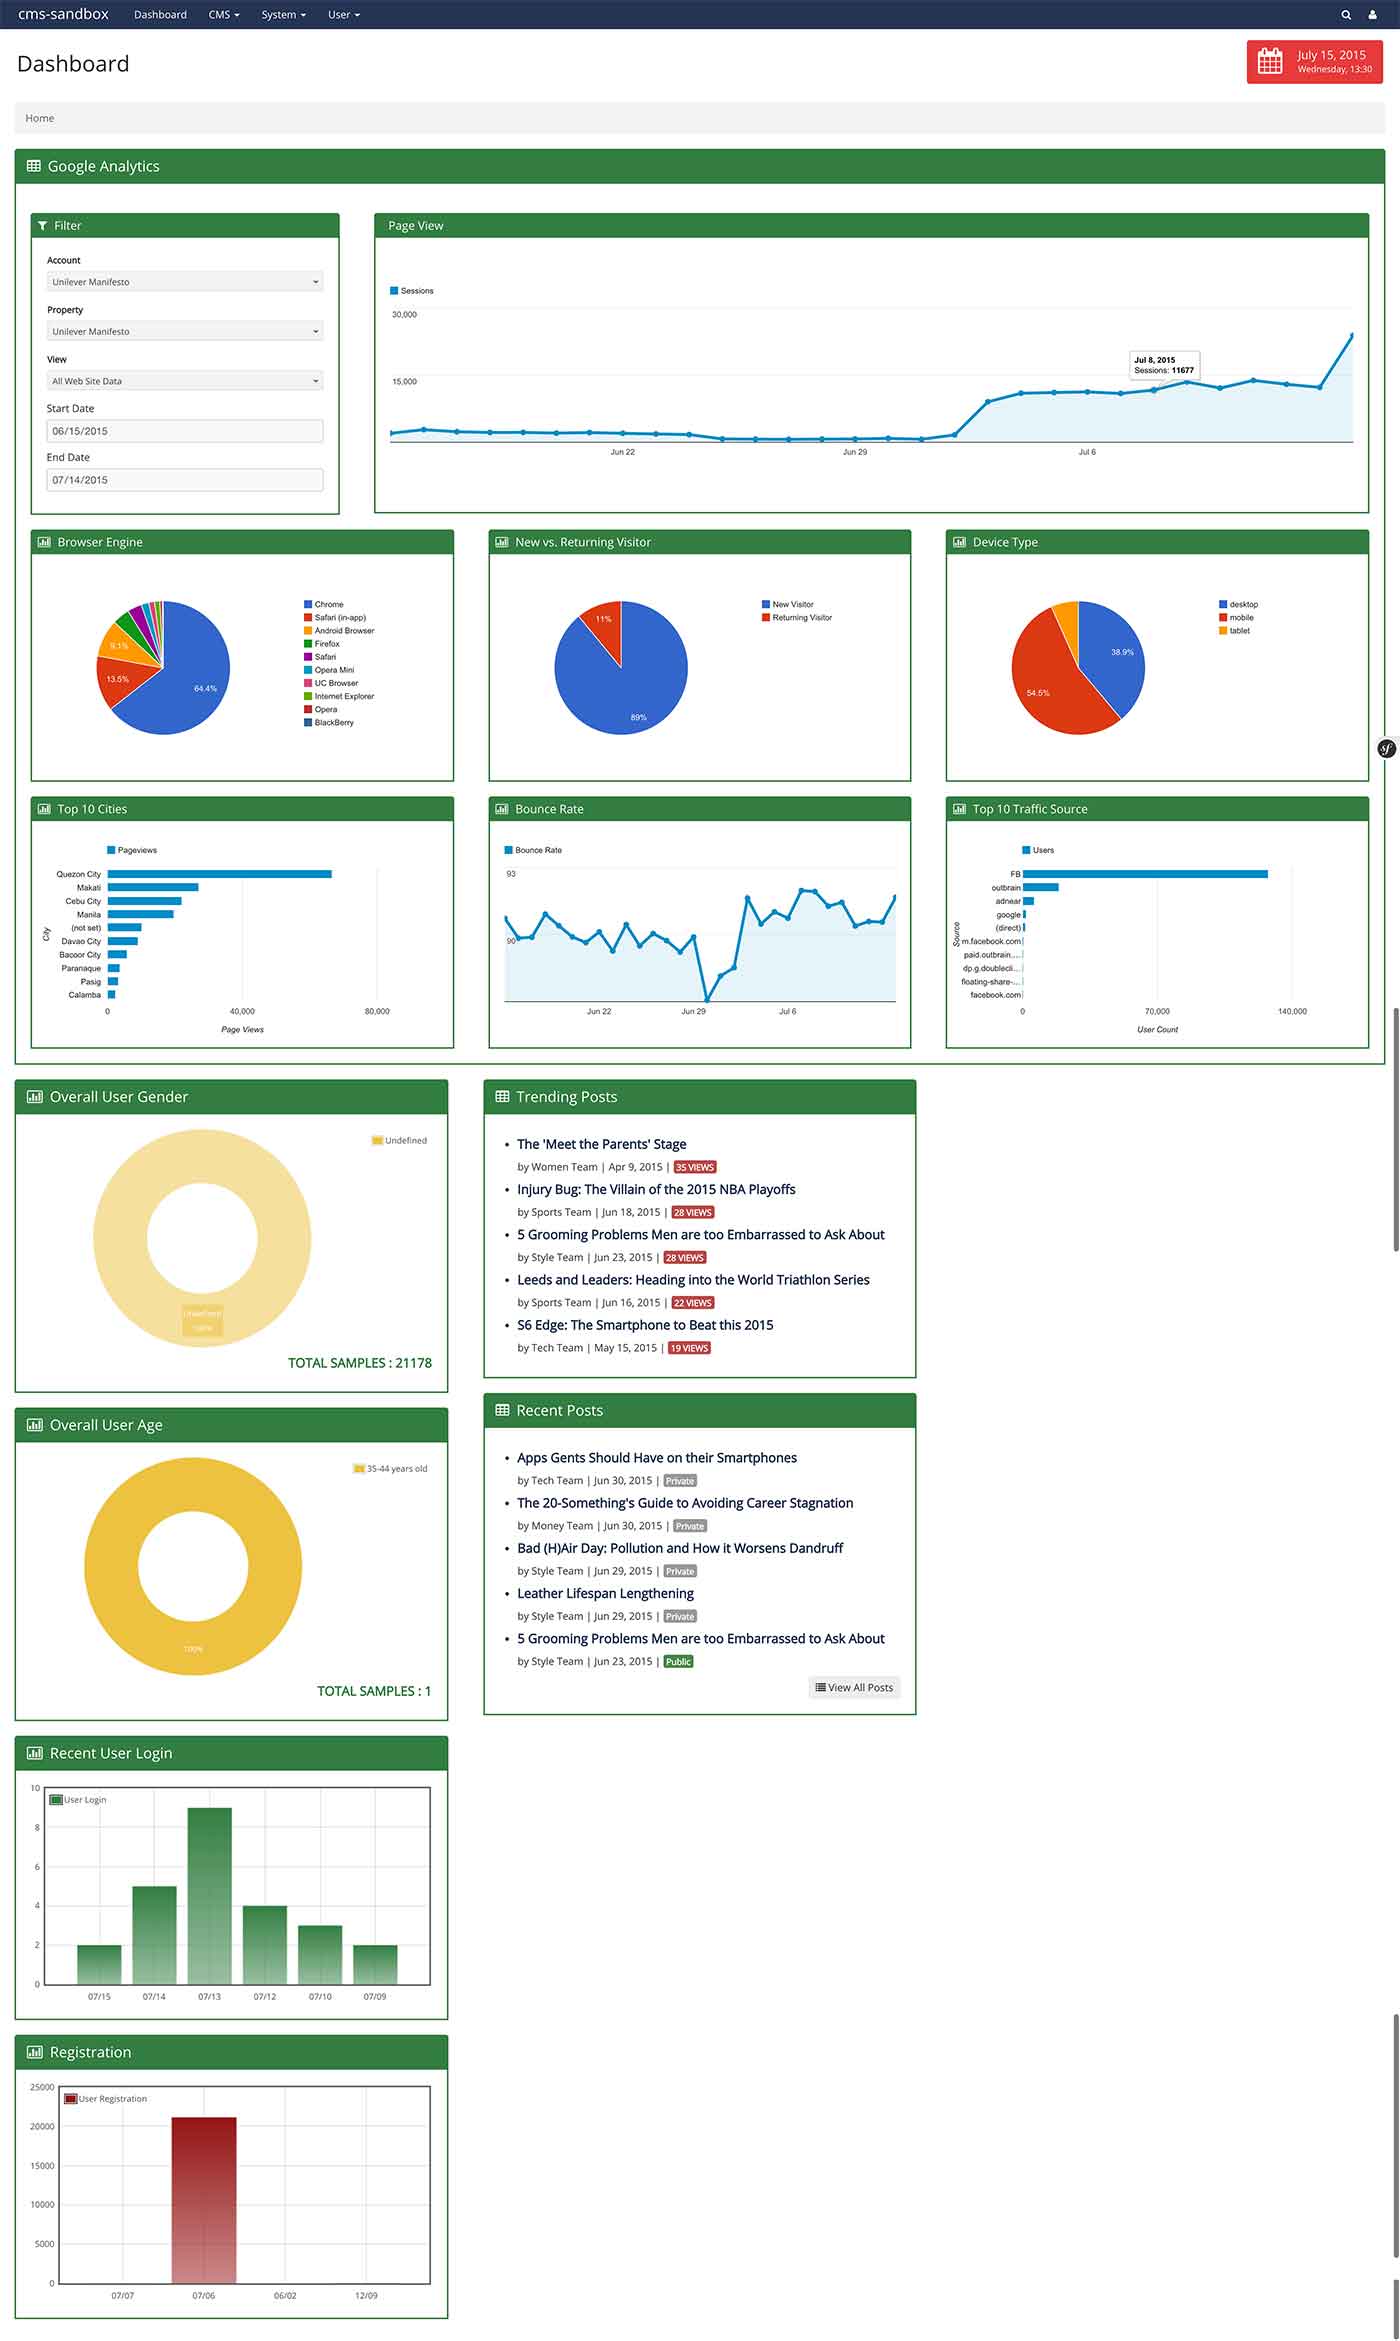 cms-sandbox Dashboard CMS System User
Dashboard
July 15, 2015
Wednesday, 13:30
Home
Google Analytics
Filter
Account
Unilever Manifesto
Property
Unilever Manifesto
View
All Web Site Data
Start Date
06/15/2015
End Date
07/14/2015
Page View
Sessions
30,000
15,000
Jul 8, 2015
Sessions: 11677
Jun 22 Jun 29 Jul 6
Browser Engine
64.4%
13.5%
9.1%
Chrome
Safari (in-app)
Android Browser
Firefox
Safari
Opera Mini
UC Browser
Internet Explorer
Opera
BlackBerry
New vs. Returning Visitor
11%
89%
New Visitor
Returning Visitor
Device Type
38.9%
54.5%
desktop
mobile
tablet
sf
Top 10 Cities
Pageviews
City
Quezon City
Makati
Cebu City
Manila
(not set)
Davao City
Bacoor City
Paranaque
Pasig
Calamba
0 40,000 80,000
Page Views
Bounce Rate
Bounce Rate
93
90
Jun 22 Jun 29 Jul 6
Top 10 Traffic Source
Users
Source
FB
outbrain
adnear
google
(direct)
m.facebook.com
paid.outbrain....
dp.g.doublecli...
floating-share-...
facebook.com
0 70,000 140,000
User Count
Overall User Gender
Undefined
Undefined
100%
TOTAL SAMPLES : 21178
Overall User Age
35-44 years old
100%
TOTAL SAMPLES : 1
Recent User Login
User Login
10
8
6
4
2
0
07/15 07/14 07/13 07/12 07/10 07/09
Registration
User Registration
25000
20000
15000
10000
5000
0
07/07 07/06 06/02 12/09
Trending Posts
• The 'Meet the Parents' Stage
by Women Team | Apr 9, 2015 | 35 VIEWS
• Injury Bug: The Villain of the 2015 NBA Playoffs
by Sports Team | Jun 18, 2015 | 28 VIEWS
• 5 Grooming Problems Men are too Embarrassed to Ask About
by Style Team | Jun 23, 2015 | 28 VIEWS
• Leeds and Leaders: Heading into the World Triathlon Series
by Sports Team | Jun 16, 2015 | 22 VIEWS
• S6 Edge: The Smartphone to Beat this 2015
by Tech Team | May 15, 2015 | 19 VIEWS
Recent Posts
• Apps Gents Should Have on their Smartphones
by Tech Team | Jun 30, 2015 | Private
• The 20-Something's Guide to Avoiding Career Stagnation
by Money Team | Jun 30, 2015 | Private
• Bad (H)Air Day: Pollution and How it Worsens Dandruff
by Style Team | Jun 29, 2015 | Private
• Leather Lifespan Lengthening
by Style Team | Jun 29, 2015 | Private
• 5 Grooming Problems Men are too Embarrassed to Ask About
by Style Team | Jun 23, 2015 | Public
View All Posts